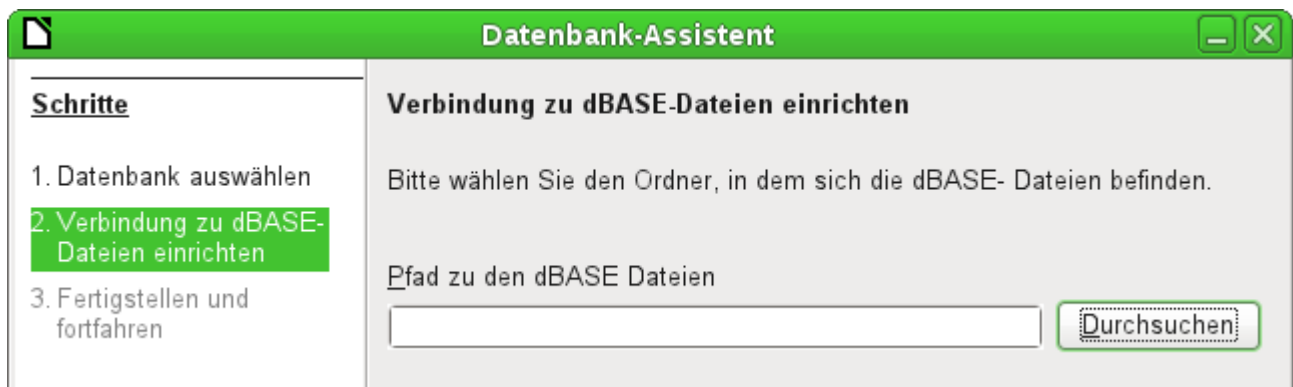 Datenbank-Assistent
Schritte
1. Datenbank auswählen
2. Verbindung zu dBASE-
Dateien einrichten
3. Fertigstellen und
fortfahren
Verbindung zu dBASE-Dateien einrichten
Bitte wählen Sie den Ordner, in dem sich die dBASE- Dateien befinden.
Pfad zu den dBASE Dateien
Durchsuchen